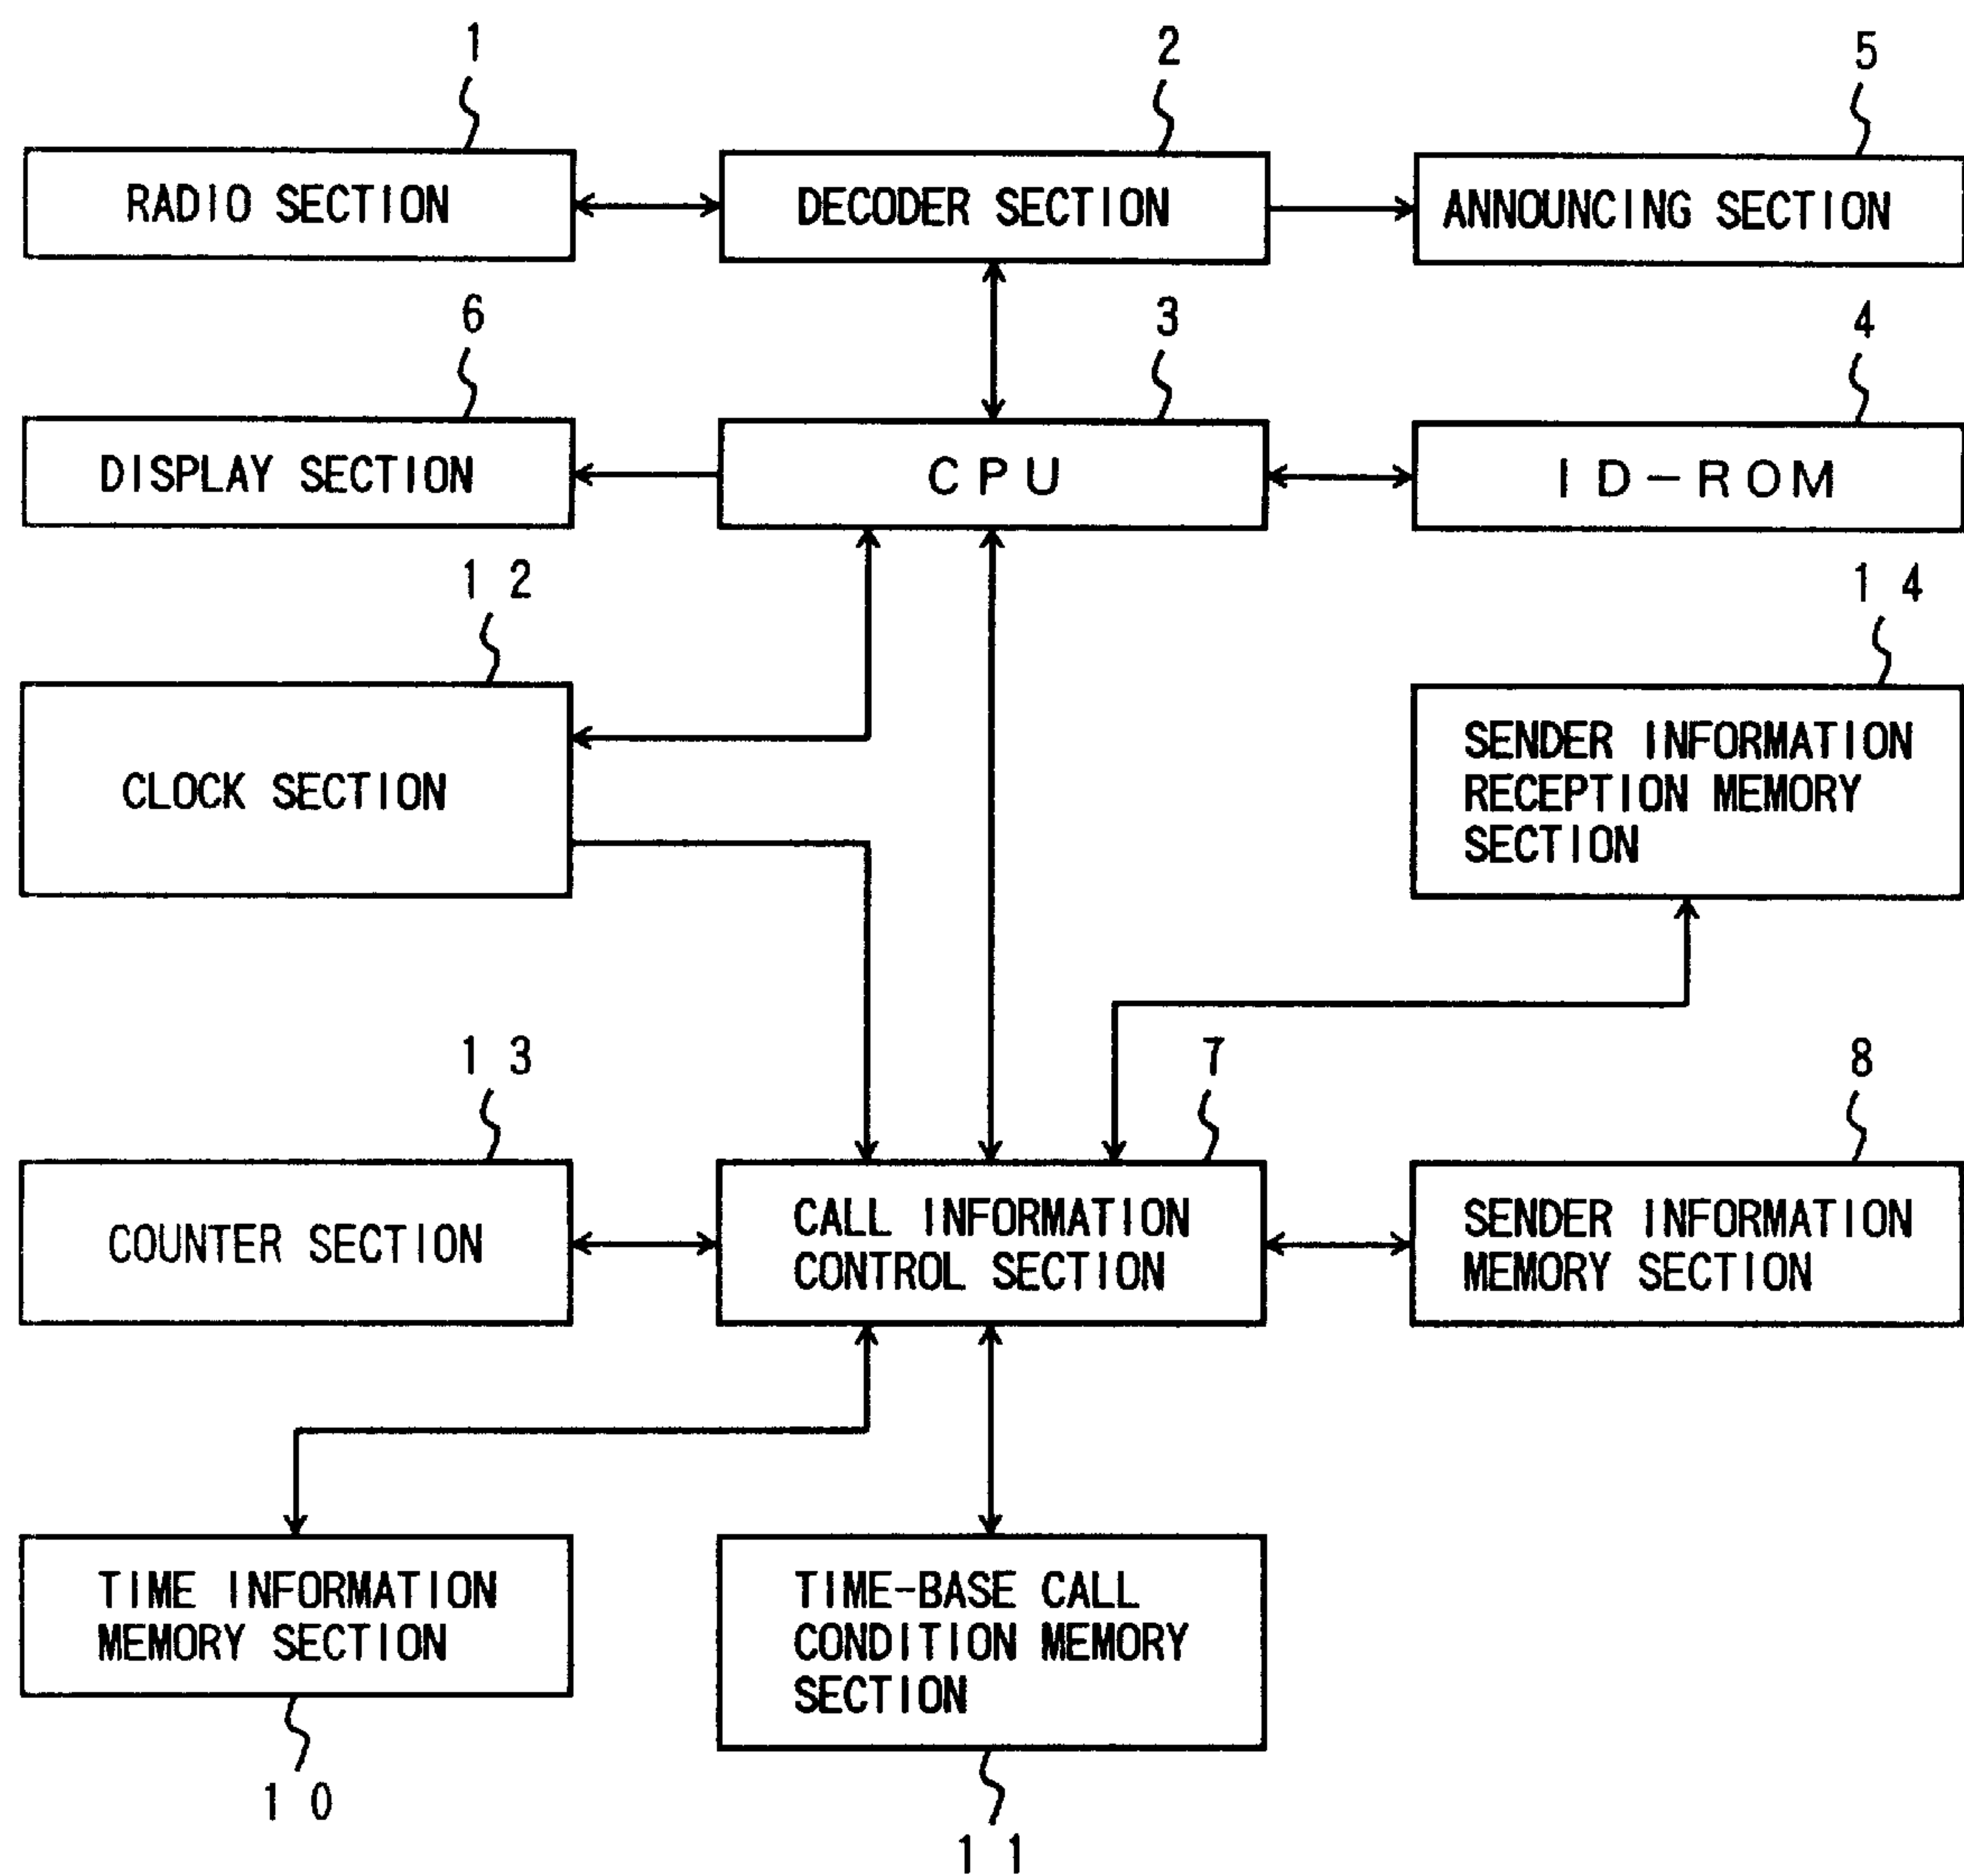 1
2
5
RADIO SECTION
DECODER SECTION
ANNOUNCING SECTION
6
3
4
DISPLAY SECTION
CPU
ID-ROM
12
14
CLOCK SECTION
SENDER INFORMATION
RECEPTION MEMORY
SECTION
13
7
8
COUNTER SECTION
CALL INFORMATION
CONTROL SECTION
SENDER INFORMATION
MEMORY SECTION
TIME INFORMATION
MEMORY SECTION
TIME-BASE CALL
CONDITION MEMORY
SECTION
10
11